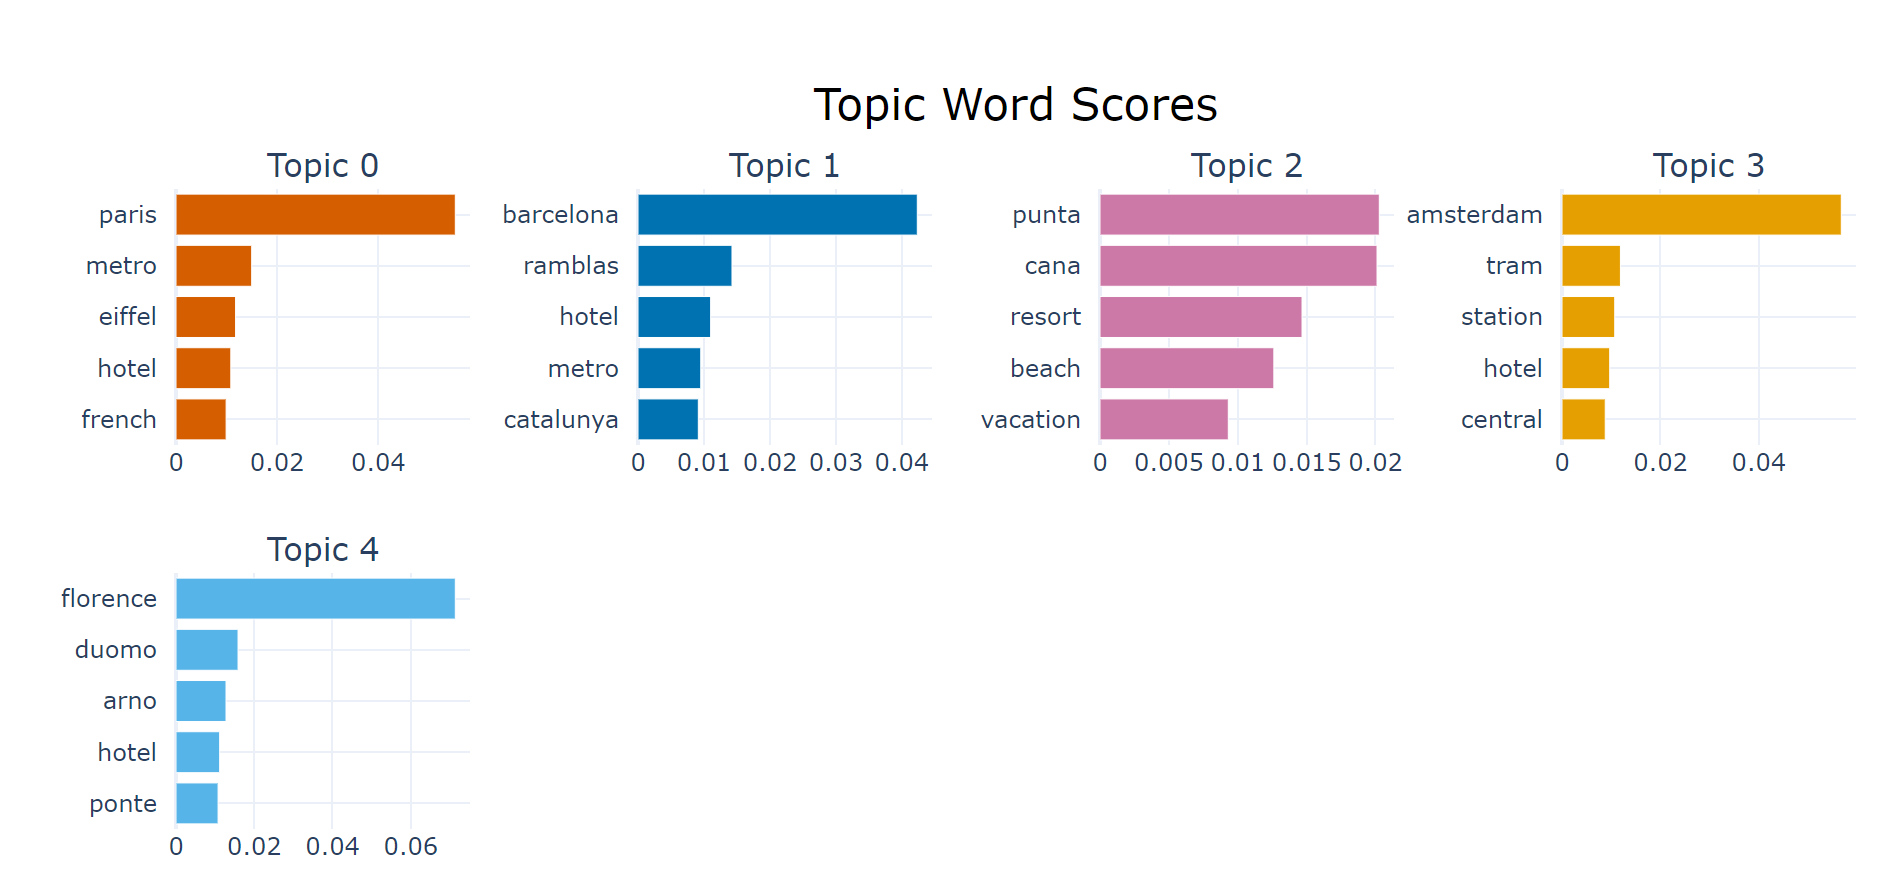 Topic Word Scores
Topic 0
paris
metro
eiffel
hotel
french
0 0.02 0.04
Topic 1
barcelona
ramblas
hotel
metro
catalunya
0 0.01 0.02 0.03 0.04
Topic 2
punta
cana
resort
beach
vacation
0 0.005 0.01 0.015 0.02
Topic 3
amsterdam
tram
station
hotel
central
0 0.02 0.04
Topic 4
florence
duomo
arno
hotel
ponte
0 0.02 0.04 0.06